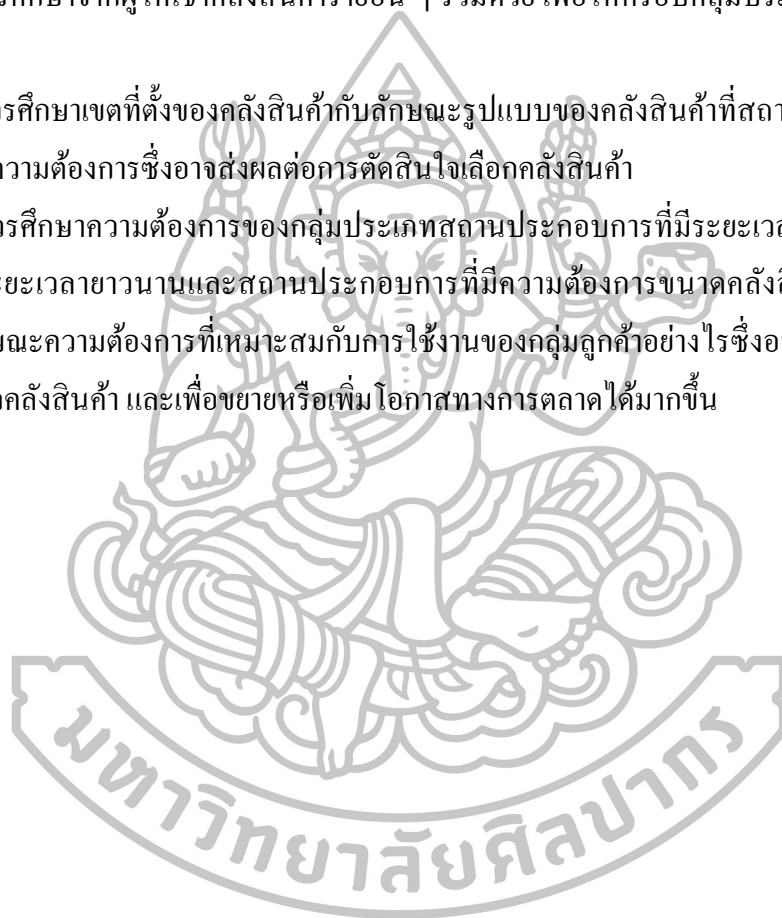 รศึกษาเขตที่ตั้งของคลังสินค้ากับลักษณะรูปแบบของคลังสินค้าที่สถา
ความต้องการซึ่งอาจส่งผลต่อการตัดสินใจเลือกคลังสินค้า
รศึกษาความต้องการของกลุ่มประเภทสถานประกอบการที่มีระยะเวล
ยะเวลายาวนานและสถานประกอบการที่มีความต้องการขนาดคลังสิ
ษณะความต้องการที่เหมาะสมกับการใช้งานของกลุ่มลูกค้าอย่างไรซึ่งอ
คลังสินค้า และเพื่อขยายหรือเพิ่มโอกาสทางการตลาดได้มากขึ้น
มหาวิทยาลัยศิลปากร